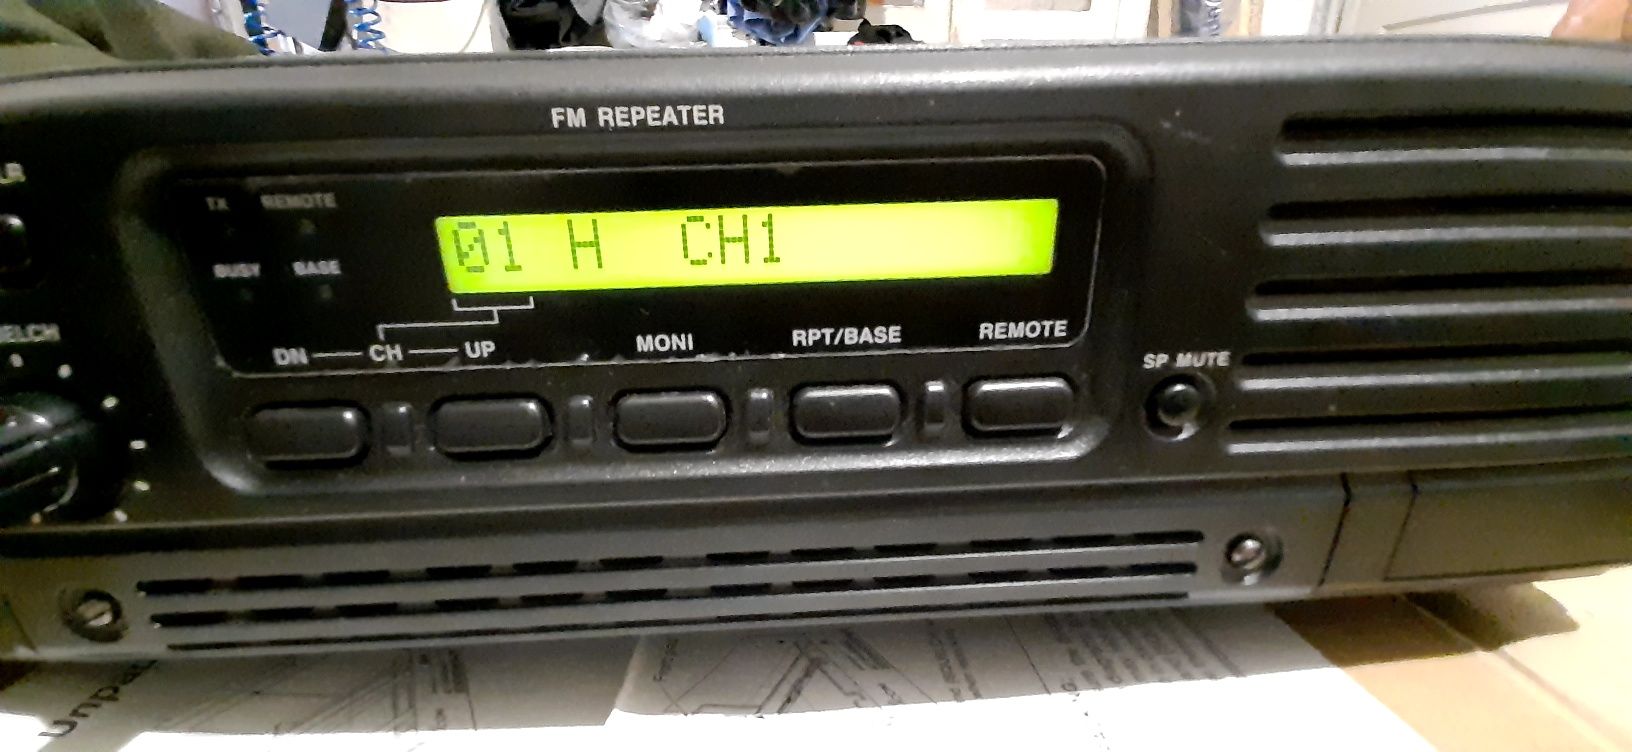 FM REPEATER
TX REMOTE
BUSY BASE
01 H CH1
DN CH UP MONI RPT/BASE REMOTE
SP MUTE